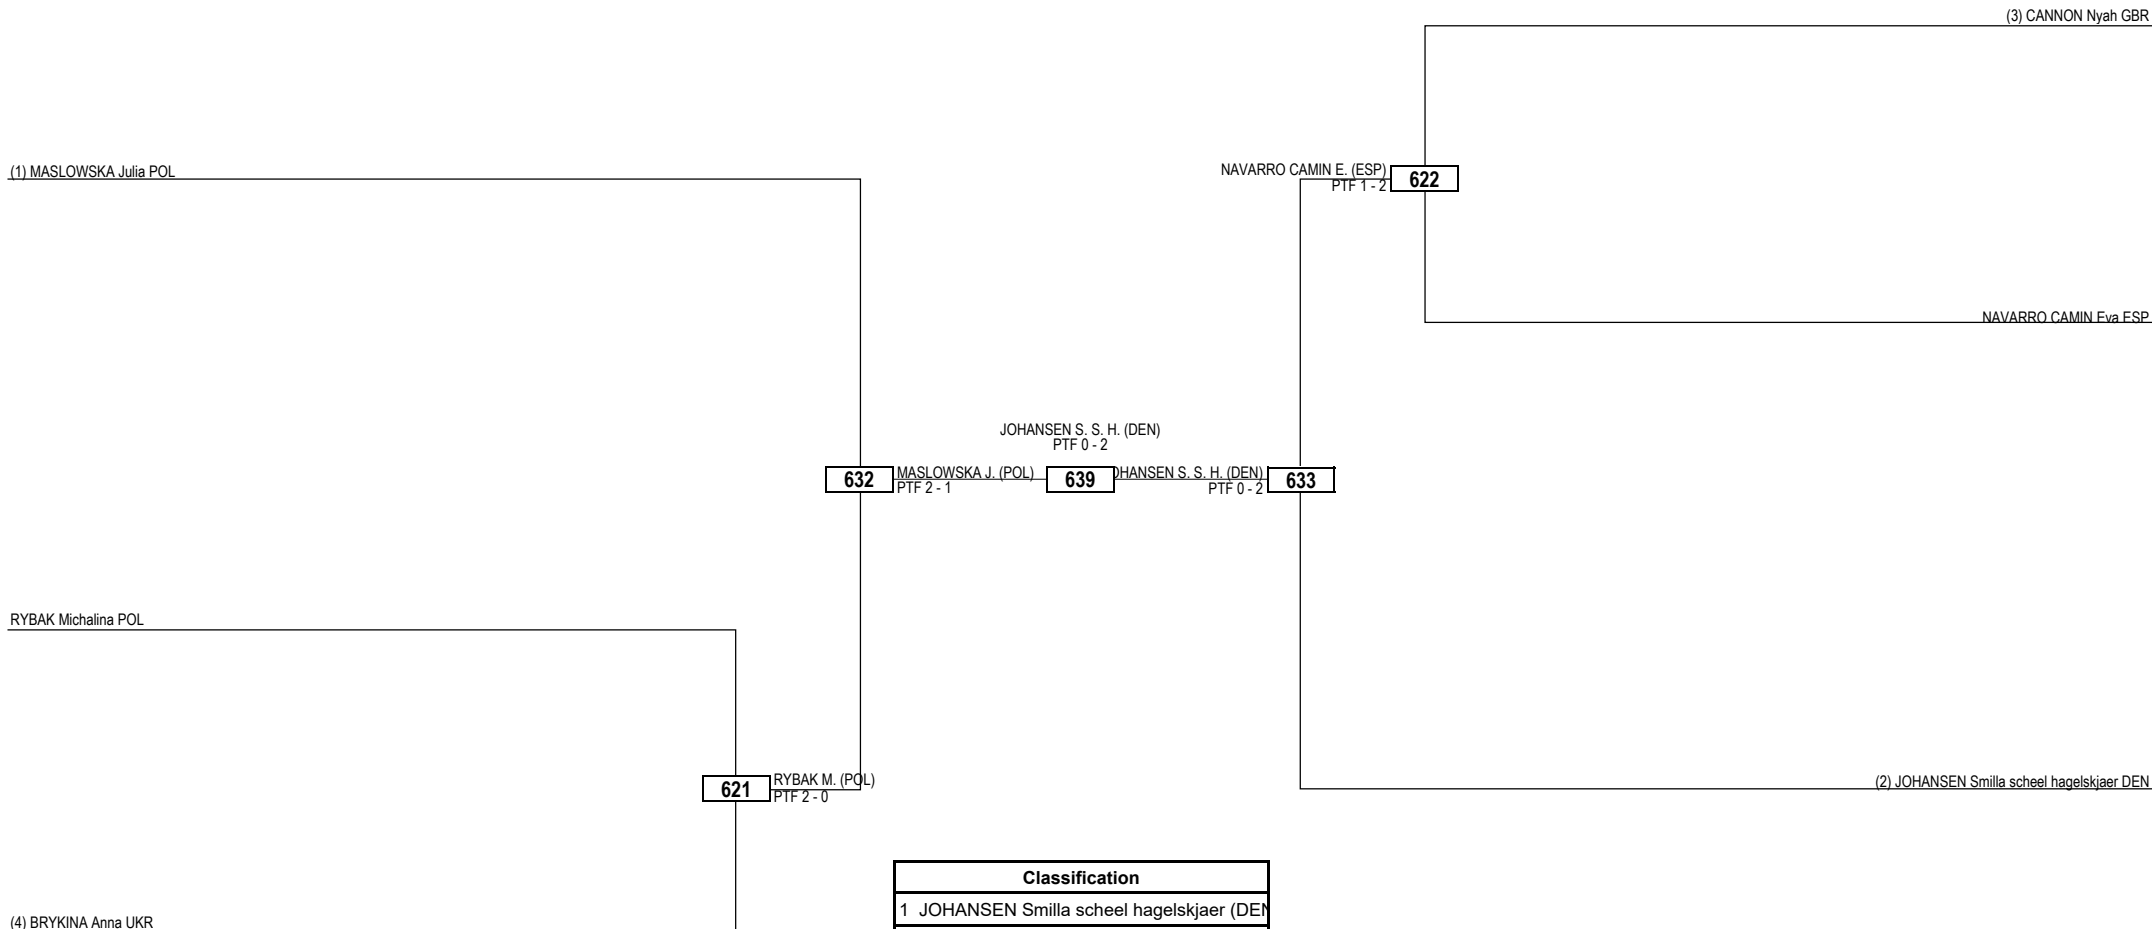 (3) CANNON Nyah GBR
(1) MASLOWSKA Julia POL
NAVARRO CAMIN E. (ESP)
PTF 1 - 2
622
NAVARRO CAMIN Eva ESP
JOHANSEN S. S. H. (DEN)
PTF 0 - 2
632
MASLOWSKA J. (POL)
PTF 2 - 1
639
OHANSEN S. S. H. (DEN)
PTF 0 - 2
633
RYBAK Michalina POL
621
RYBAK M. (POL)
PTF 2 - 0
(2) JOHANSEN Smilla scheel hagelskjaer DEN
Classification
1 JOHANSEN Smilla scheel hagelskjaer (DEN
(4) BRYKINA Anna UKR